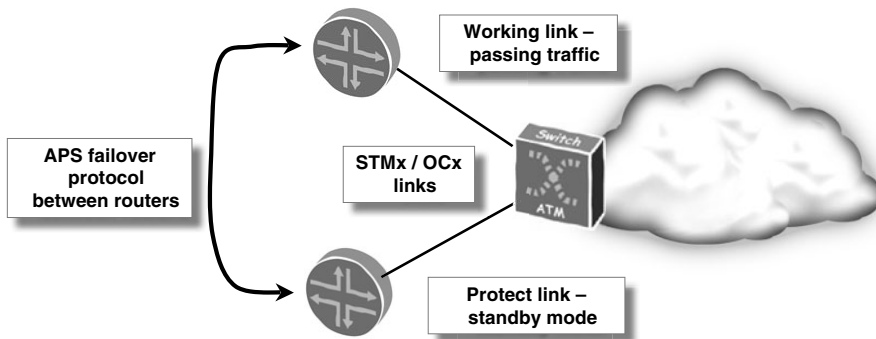 Working link –
passing traffic
APS failover
protocol
between routers
STMx / OCx
links
Switch
ATM
Protect link –
standby mode